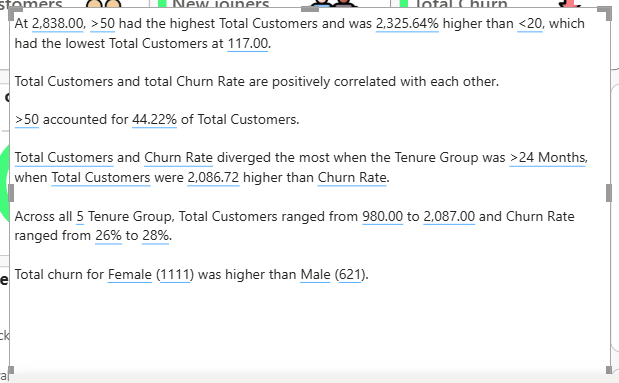 stomers
New joiners
Total Churn
At 2,838.00, >50 had the highest Total Customers and was 2,325.64% higher than <20, which
had the lowest Total Customers at 117.00.
Total Customers and total Churn Rate are positively correlated with each other.
>50 accounted for 44.22% of Total Customers.
Total Customers and Churn Rate diverged the most when the Tenure Group was >24 Months,
when Total Customers were 2,086.72 higher than Churn Rate.
Across all 5 Tenure Group, Total Customers ranged from 980.00 to 2,087.00 and Churn Rate
ranged from 26% to 28%.
Total churn for Female (1111) was higher than Male (621).